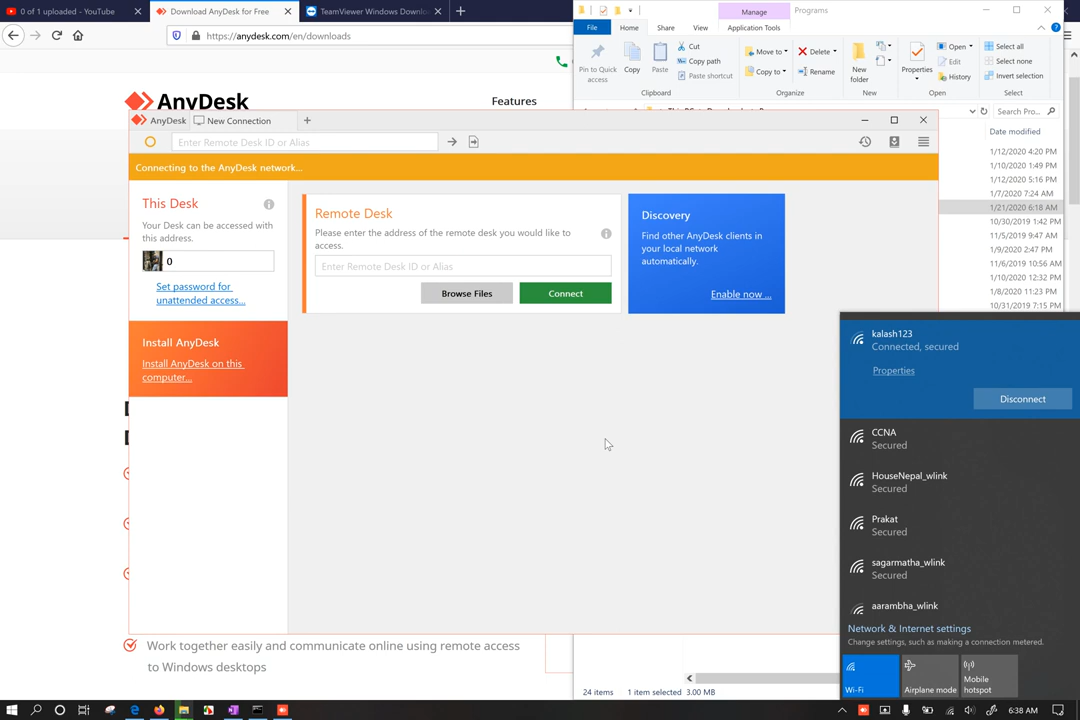 0 of 1 uploaded - YouTube
Download AnyDesk for Free
TeamViewer Windows Downloa
Manage
Programs
https://anydesk.com/en/downloads
File
Home
Share
View
Application Tools
Pin to Quick access
Copy
Paste
Cut
Copy path
Paste shortcut
Move to
Copy to
Delete
Rename
New folder
Properties
Open
Edit
History
Select all
Select none
Invert selection
Clipboard
Organize
New
Open
Select
AnyDesk
Features
Search Pro...
Date modified
1/12/2020 4:20 PM
1/10/2020 1:49 PM
1/12/2020 5:16 PM
1/7/2020 7:24 AM
1/21/2020 6:18 AM
10/30/2019 1:42 PM
11/5/2019 9:47 AM
1/9/2020 2:47 PM
11/6/2019 10:56 AM
1/10/2020 12:32 PM
1/8/2020 11:23 PM
10/31/2019 7:15 PM
AnyDesk
New Connection
Enter Remote Desk ID or Alias
Connecting to the AnyDesk network...
This Desk
Your Desk can be accessed with
this address.
0
Set password for
unattended access...
Install AnyDesk
Install AnyDesk on this
computer...
Remote Desk
Please enter the address of the remote desk you would like to
access.
Enter Remote Desk ID or Alias
Browse Files
Connect
Discovery
Find other AnyDesk clients in
your local network
automatically.
Enable now ...
kalash123
Connected, secured
Properties
Disconnect
CCNA
Secured
HouseNepal_wlink
Secured
Prakat
Secured
sagarmatha_wlink
Secured
aarambha_wlink
Network & Internet settings
Change settings, such as making a connection metered.
Wi-Fi
Airplane mode
Mobile hotspot
Work together easily and communicate online using remote access
to Windows desktops
24 items
1 item selected
3.00 MB
6:38 AM